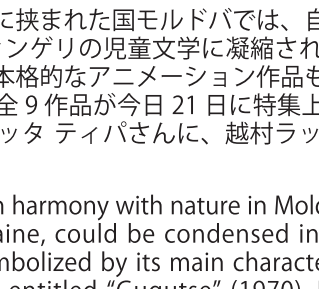 に挟まれた国モルドバでは、自
ンゲリの児童文学に凝縮され
本格的なアニメーション作品も
全9作品が今日21日に特集上
ッタ ティパさんに、越村ラッ
harmony with nature in Mol
aine, could be condensed in
mbolized by its main characte
entitled “Guguţse” (1970)